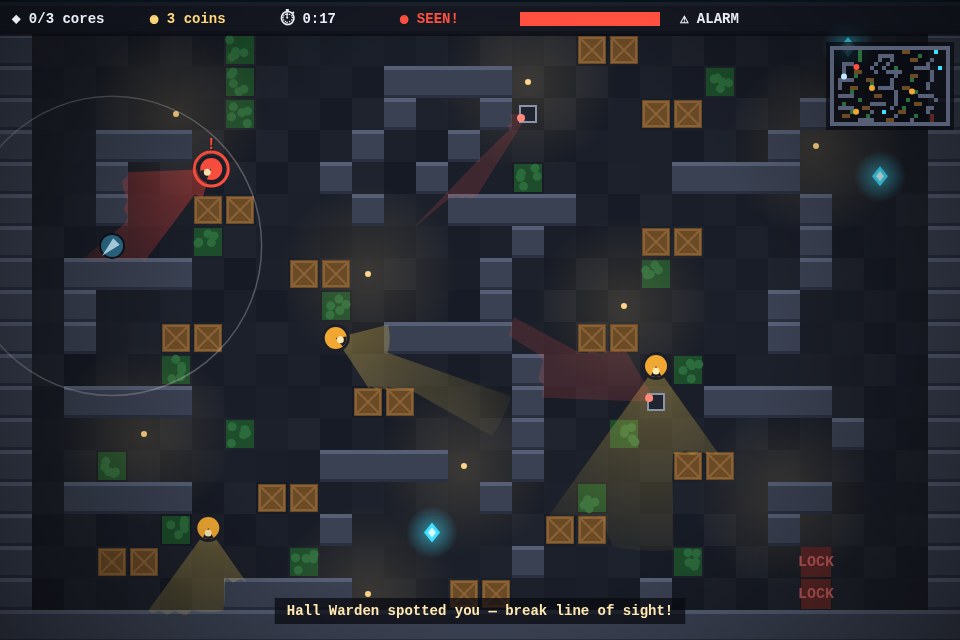 0/3 cores
3 coins
0:17
SEEN!
ALARM
!
LOCK
LOCK
Hall Warden spotted you — break line of sight!